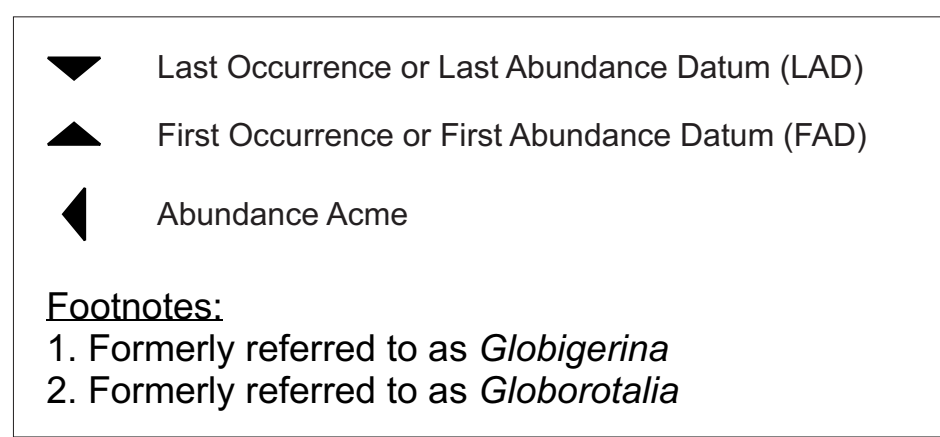 Last Occurrence or Last Abundance Datum (LAD)
First Occurrence or First Abundance Datum (FAD)
Abundance Acme
Footnotes:
1. Formerly referred to as Globigerina
2. Formerly referred to as Globorotalia